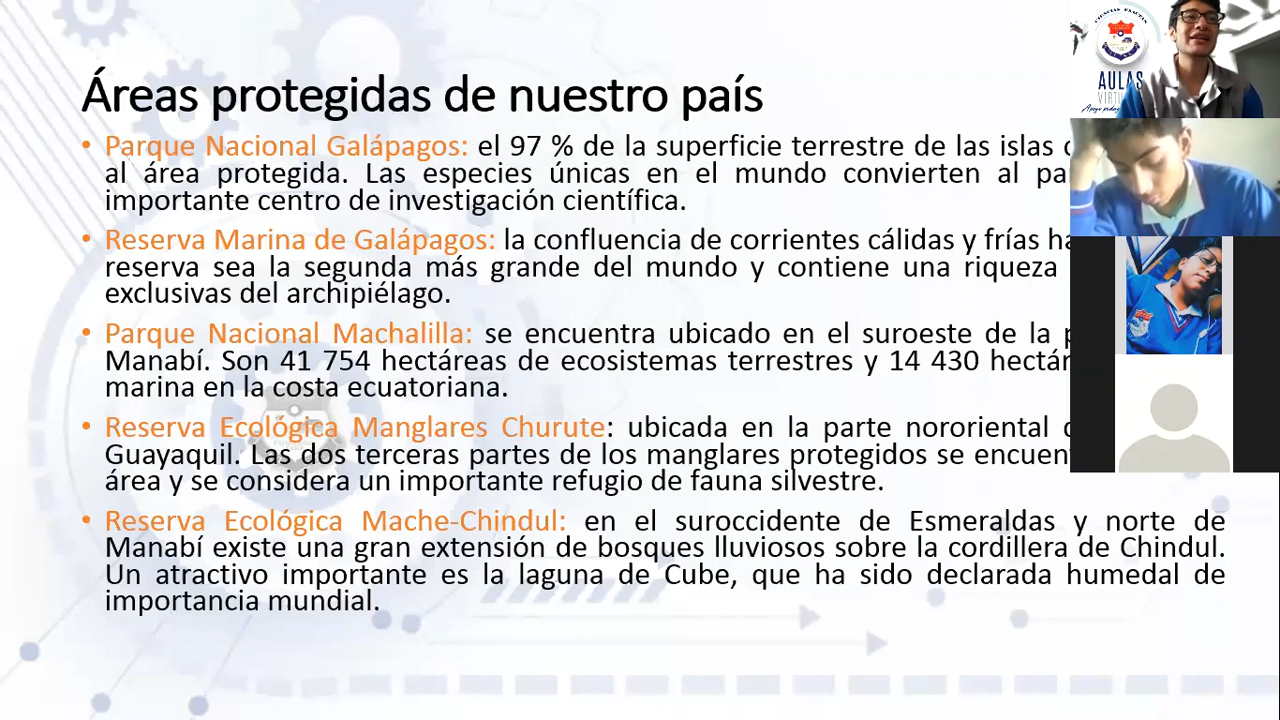 Áreas protegidas de nuestro país
• Parque Nacional Galápagos: el 97 % de la superficie terrestre de las islas
al área protegida. Las especies únicas en el mundo convierten al
importante centro de investigación científica.
• Reserva Marina de Galápagos: la confluencia de corrientes cálidas y frías
reserva sea la segunda más grande del mundo y contiene una riqueza
exclusivas del archipiélago.
• Parque Nacional Machalilla: se encuentra ubicado en el suroeste de la
Manabí. Son 41 754 hectáreas de ecosistemas terrestres y 14 430
marina en la costa ecuatoriana.
• Reserva Ecológica Manglares Churute: ubicada en la parte nororiental
Guayaquil. Las dos terceras partes de los manglares protegidos se
área y se considera un importante refugio de fauna silvestre.
• Reserva Ecológica Mache-Chindul: en el suroccidente de Esmeraldas y norte de
Manabí existe una gran extensión de bosques lluviosos sobre la cordillera de Chindul.
Un atractivo importante es la laguna de Cube, que ha sido declarada humedal de
importancia mundial.
CIENCIAS EXACTAS
AULAS